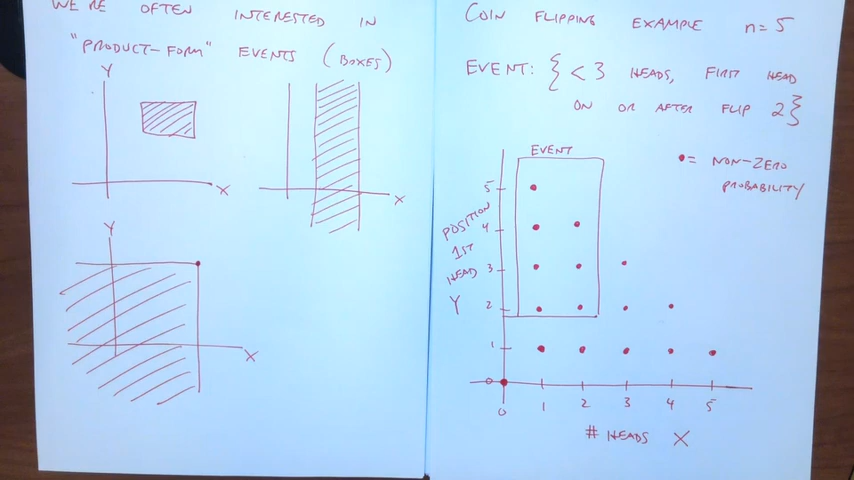 WE'RE OFTEN INTERESTED IN
"PRODUCT-FORM" EVENTS (BOXES)
Y
X
X
Y
X
COIN FLIPPING EXAMPLE n=5
EVENT: { <3 HEADS, FIRST HEAD
ON OR AFTER FLIP 2}
EVENT
•= NON-ZERO
PROBABILITY
POSITION
1ST
HEAD
Y
5
4
3
2
1
0
0 1 2 3 4 5
# HEADS X